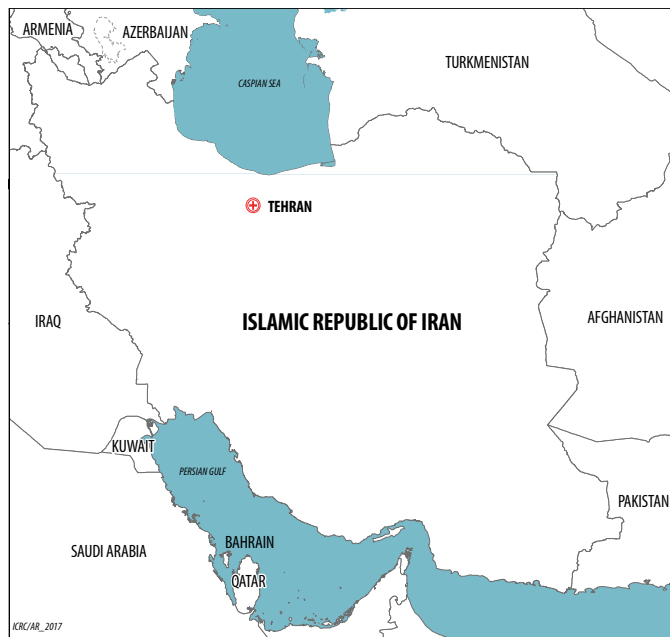 ARMENIA
AZERBAIJAN
CASPIAN SEA
TURKMENISTAN
TEHRAN
IRAQ
ISLAMIC REPUBLIC OF IRAN
AFGHANISTAN
KUWAIT
PERSIAN GULF
PAKISTAN
SAUDI ARABIA
BAHRAIN
QATAR
ICRC/AR_2017